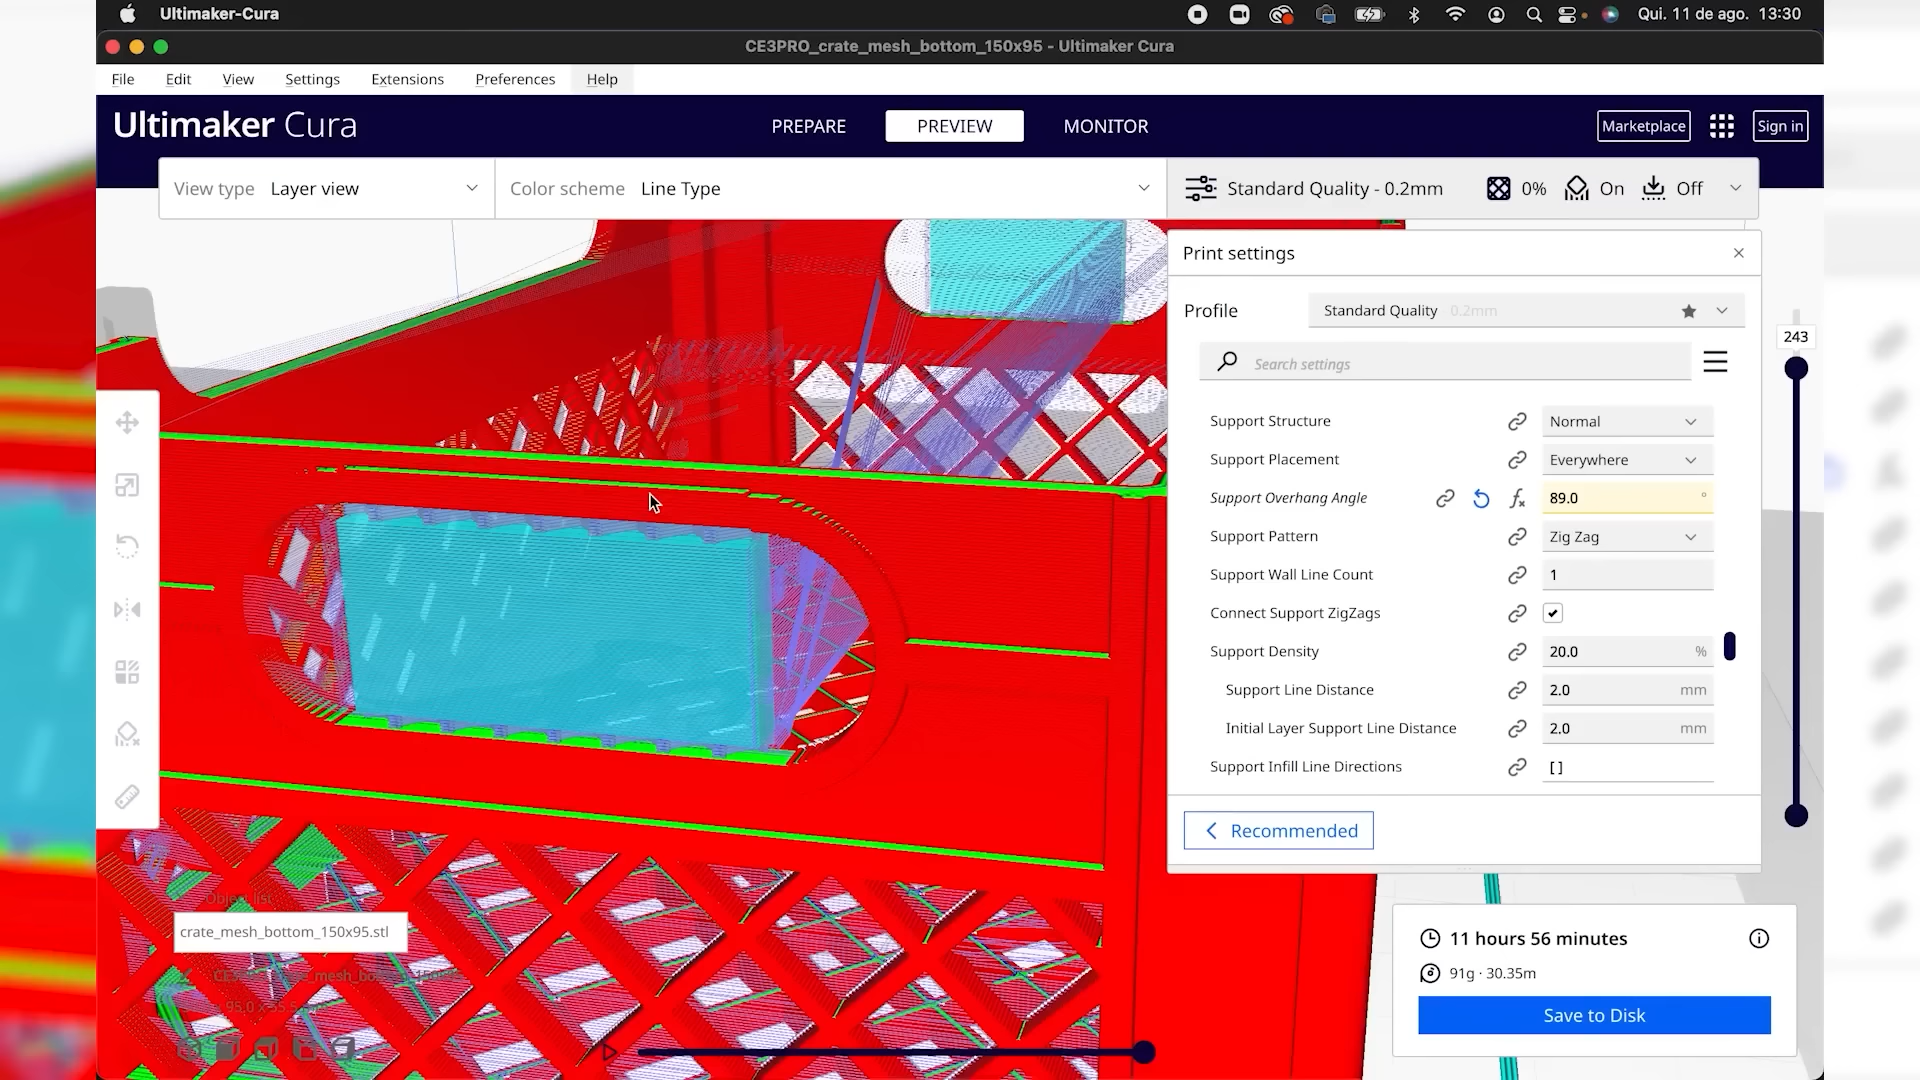 Ultimaker-Cura
Qui. 11 de ago. 13:30
CE3PRO_crate_mesh_bottom_150x95 - Ultimaker Cura
File Edit View Settings Extensions Preferences Help
Ultimaker Cura
PREPARE PREVIEW MONITOR
Marketplace
Sign in
View type Layer view
Color scheme Line Type
Standard Quality - 0.2mm 0% On Off
Print settings
Profile Standard Quality 0.2mm
Search settings
243
Support Structure Normal
Support Placement Everywhere
Support Overhang Angle 89.0 °
Support Pattern Zig Zag
Support Wall Line Count 1
Connect Support ZigZags
Support Density 20.0 %
Support Line Distance 2.0 mm
Initial Layer Support Line Distance 2.0 mm
Support Infill Line Directions []
Recommended
Object list
crate_mesh_bottom_150x95.stl
11 hours 56 minutes
91g · 30.35m
Save to Disk